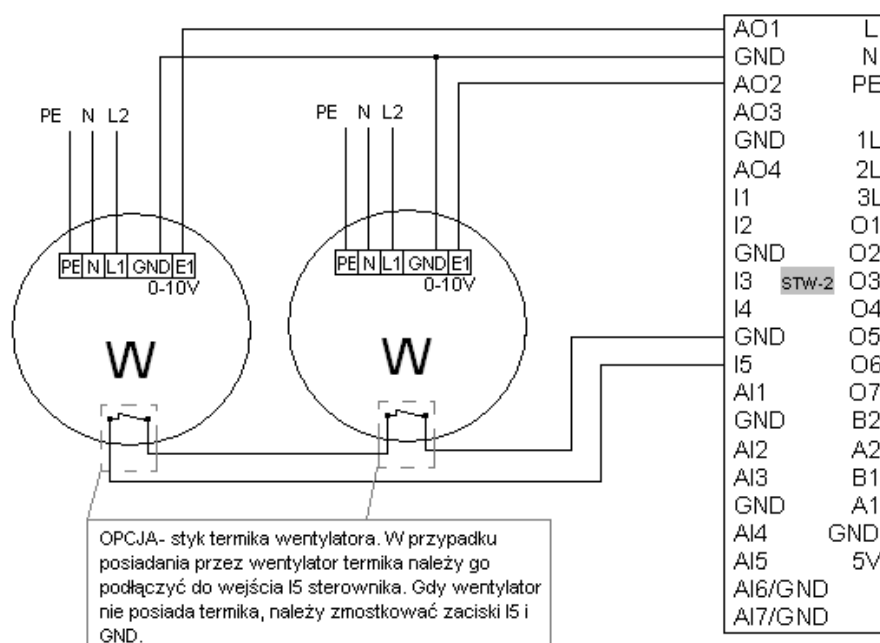 AO1 L
GND N
AO2 PE
AO3
GND 1L
AO4 2L
I1 3L
I2 O1
GND O2
I3 STW-2 O3
I4 O4
GND O5
I5 O6
AI1 O7
GND B2
AI2 A2
AI3 B1
GND A1
AI4 GND
AI5 5V
AI6/GND
AI7/GND
PE N L2
PE N L1 GND E1
0-10V
W
PE N L2
PE N L1 GND E1
0-10V
W
OPCJA- styk termika wentylatora. W przypadku
posiadania przez wentylator termika należy go
podłączyć do wejścia I5 sterownika. Gdy wentylator
nie posiada termika, należy zmostkować zaciski I5 i
GND.